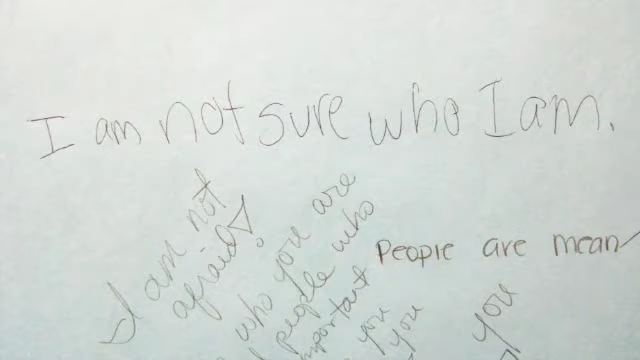 I am not sure who I am.
I am not
afraid!
who you are
people who
important
you
you
People are mean
you